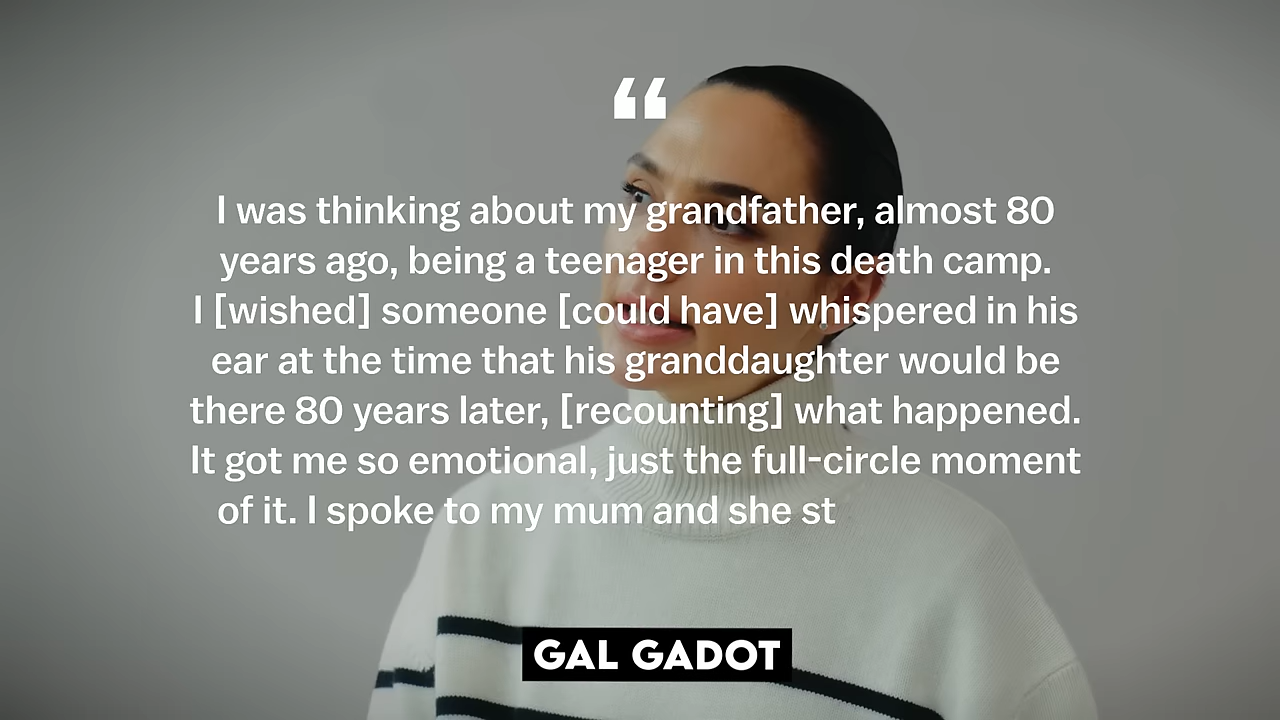 “
I was thinking about my grandfather, almost 80
years ago, being a teenager in this death camp.
I [wished] someone [could have] whispered in his
ear at the time that his granddaughter would be
there 80 years later, [recounting] what happened.
It got me so emotional, just the full-circle moment
of it. I spoke to my mum and she st
GAL GADOT